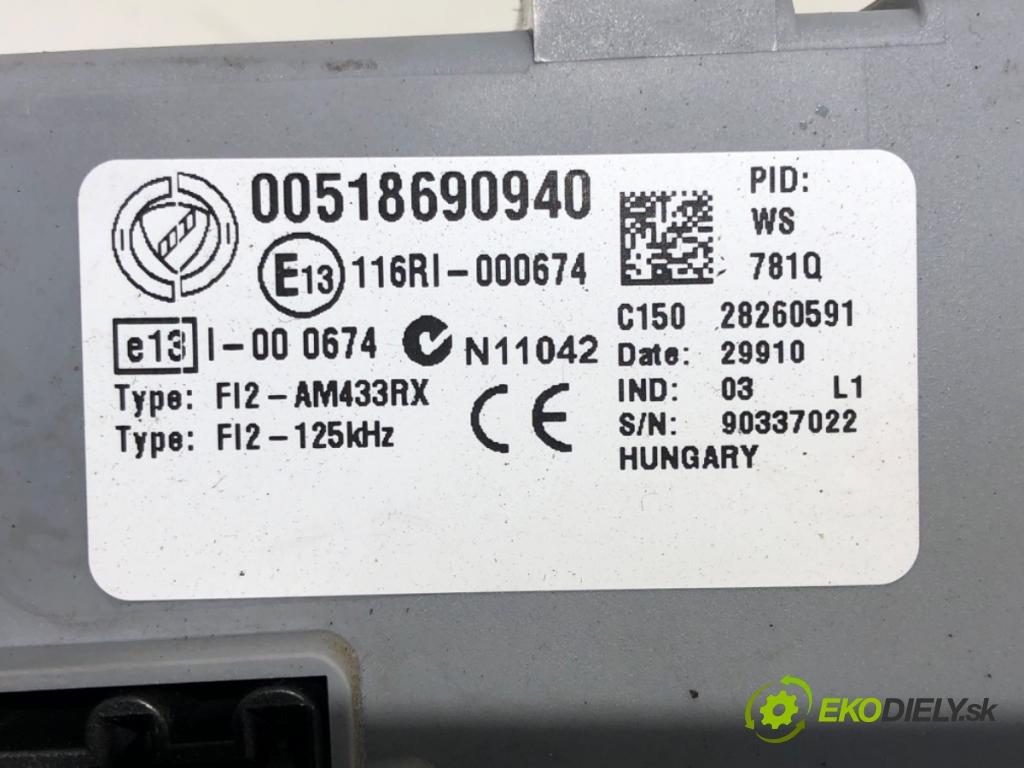 00518690940
E13 116RI-000674
e13 I-00 0674 N11042
Type: FI2-AM433RX
Type: FI2-125kHz
CE
PID:
WS
781Q
C150 28260591
Date: 29910
IND: 03 L1
S/N: 90337022
HUNGARY
EKODIELY.sk